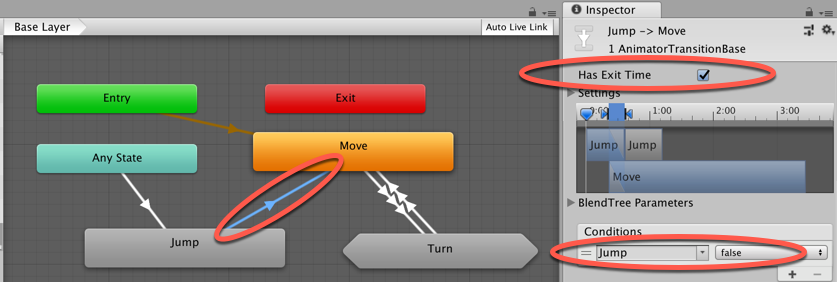 Base Layer
Auto Live Link
Entry
Exit
Any State
Move
Jump
Turn
Inspector
Jump -> Move
1 AnimatorTransitionBase
Has Exit Time
Settings
0:00 1:00 2:00 3:00
Jump Jump
Move
BlendTree Parameters
Conditions
Jump false
+ -